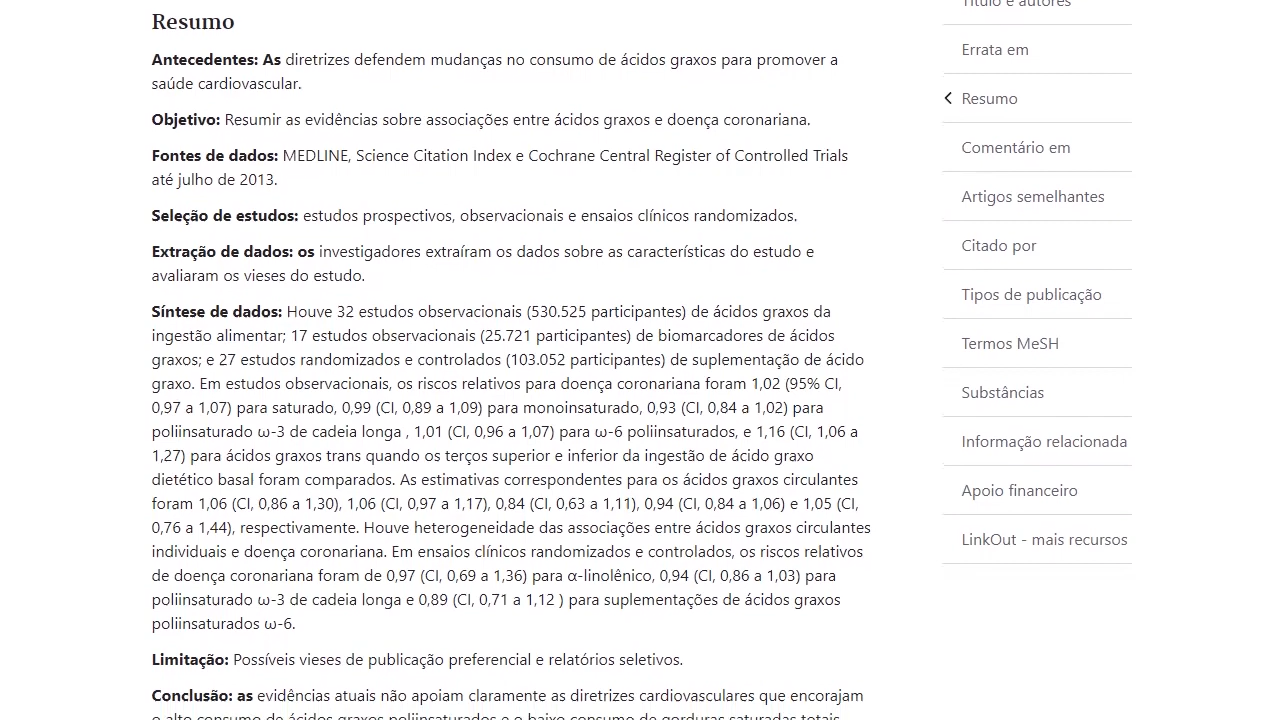 Resumo
Antecedentes: As diretrizes defendem mudanças no consumo de ácidos graxos para promover a
saúde cardiovascular.
Objetivo: Resumir as evidências sobre associações entre ácidos graxos e doença coronariana.
Fontes de dados: MEDLINE, Science Citation Index e Cochrane Central Register of Controlled Trials
até julho de 2013.
Seleção de estudos: estudos prospectivos, observacionais e ensaios clínicos randomizados.
Extração de dados: os investigadores extraíram os dados sobre as características do estudo e
avaliaram os vieses do estudo.
Síntese de dados: Houve 32 estudos observacionais (530.525 participantes) de ácidos graxos da
ingestão alimentar; 17 estudos observacionais (25.721 participantes) de biomarcadores de ácidos
graxos; e 27 estudos randomizados e controlados (103.052 participantes) de suplementação de ácido
graxo. Em estudos observacionais, os riscos relativos para doença coronariana foram 1,02 (95% CI,
0,97 a 1,07) para saturado, 0,99 (CI, 0,89 a 1,09) para monoinsaturado, 0,93 (CI, 0,84 a 1,02) para
poliinsaturado ω-3 de cadeia longa , 1,01 (CI, 0,96 a 1,07) para ω-6 poliinsaturados, e 1,16 (CI, 1,06 a
1,27) para ácidos graxos trans quando os terços superior e inferior da ingestão de ácido graxo
dietético basal foram comparados. As estimativas correspondentes para os ácidos graxos circulantes
foram 1,06 (CI, 0,86 a 1,30), 1,06 (CI, 0,97 a 1,17), 0,84 (CI, 0,63 a 1,11), 0,94 (CI, 0,84 a 1,06) e 1,05 (CI,
0,76 a 1,44), respectivamente. Houve heterogeneidade das associações entre ácidos graxos circulantes
individuais e doença coronariana. Em ensaios clínicos randomizados e controlados, os riscos relativos
de doença coronariana foram de 0,97 (CI, 0,69 a 1,36) para α-linolênico, 0,94 (CI, 0,86 a 1,03) para
poliinsaturado ω-3 de cadeia longa e 0,89 (CI, 0,71 a 1,12 ) para suplementações de ácidos graxos
poliinsaturados ω-6.
Limitação: Possíveis vieses de publicação preferencial e relatórios seletivos.
Conclusão: as evidências atuais não apoiam claramente as diretrizes cardiovasculares que encorajam
o alto consumo de ácidos graxos poliinsaturados e o baixo consumo de gorduras saturadas totais.
Título e autores
Errata em
Resumo
Comentário em
Artigos semelhantes
Citado por
Tipos de publicação
Termos MeSH
Substâncias
Informação relacionada
Apoio financeiro
LinkOut - mais recursos